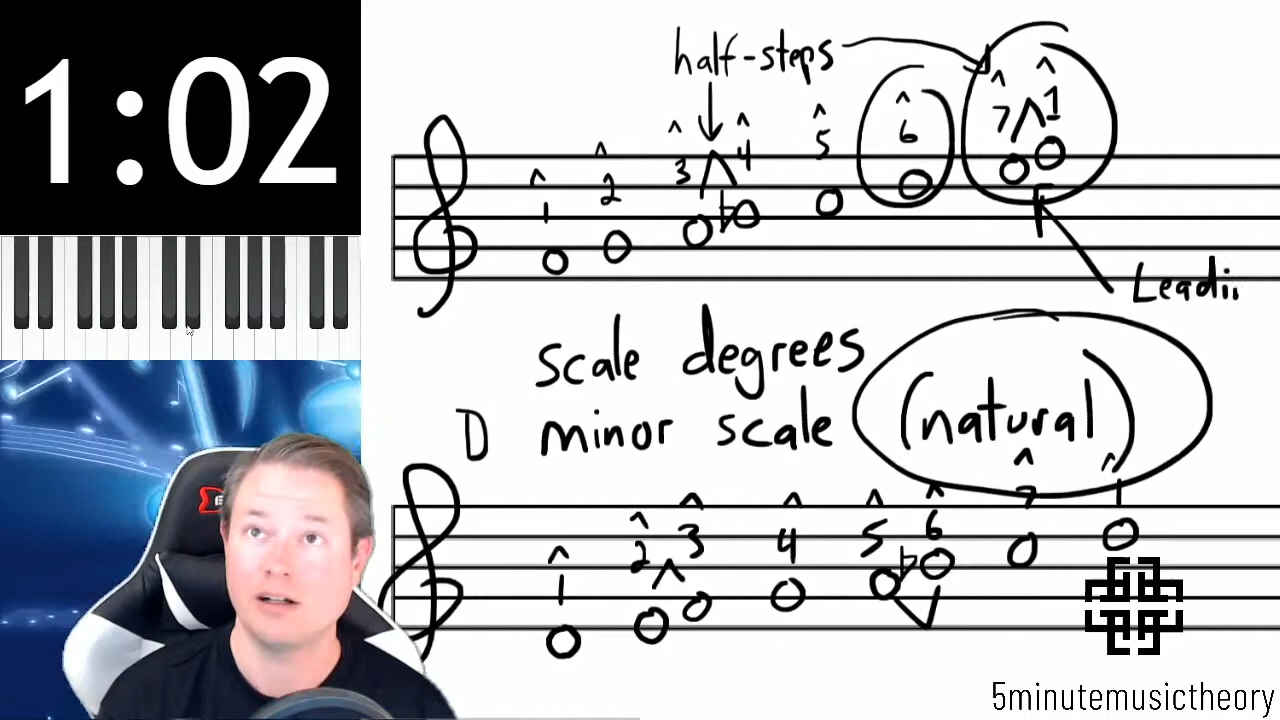 1:02
half-steps
^ ^ ^ ^ ^ ^ ^ ^
1 2 3 4 5 6 7 1
♭
Leadii
scale degrees
D minor scale (natural)
^ ^ ^ ^ ^ ^ ^ ^
1 2 3 4 5 6 7 1
♭
5minutemusictheory